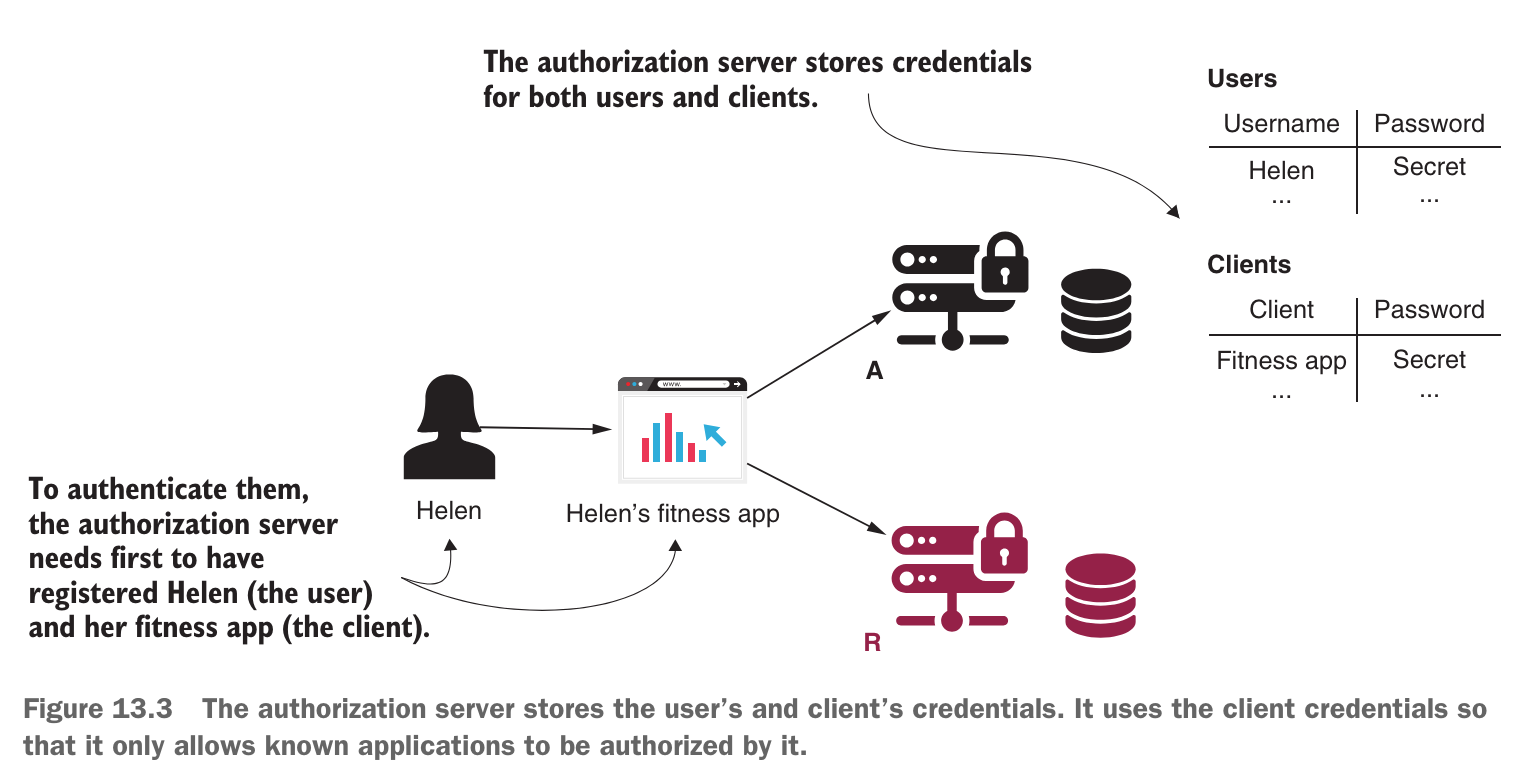 The authorization server stores credentials
for both users and clients.
Users
Username Password
Helen Secret
... ...
Clients
Client Password
Fitness app Secret
... ...
A
www.
Helen
Helen’s fitness app
To authenticate them,
the authorization server
needs first to have
registered Helen (the user)
and her fitness app (the client).
R
Figure 13.3 The authorization server stores the user’s and client’s credentials. It uses the client credentials so
that it only allows known applications to be authorized by it.